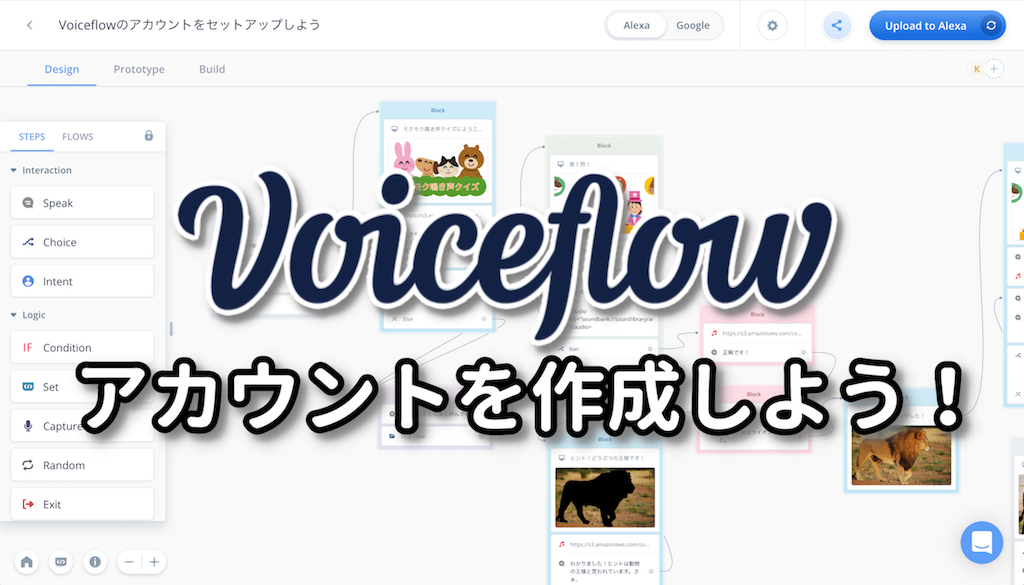 Voiceflowのアカウントをセットアップしよう
Alexa
Google
Upload to Alexa
Design
Prototype
Build
K
STEPS
FLOWS
Interaction
Speak
Choice
Intent
Logic
IF Condition
Set
Capture
Random
Exit
Block
モクモク鳴き声クイズにようこ...
モク鳴き声クイズ
Else
Block
第1問！
lion
Block
https://s3.amazonaws.com/co...
正解です！
Block
Block
ヒント！どうぶつの王様です！
https://s3.amazonaws.com/co...
わかりました！ヒントは動物
の王様と言われています。さ
ぁ、
Voiceflow
アカウントを作成しよう！